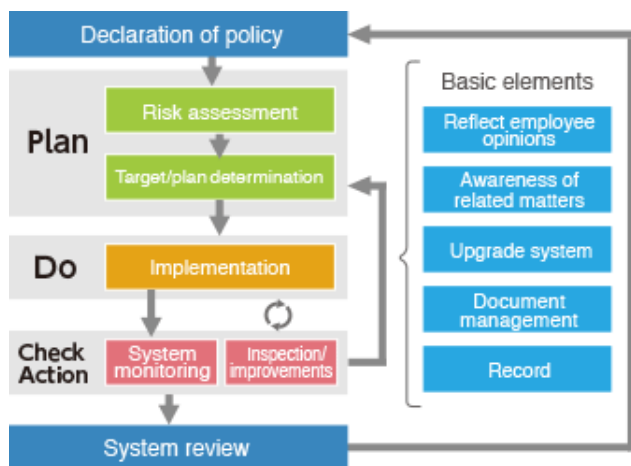 Declaration of policy
Plan
Risk assessment
Target/plan determination
Do
Implementation
Check
Action
System
monitoring
Inspection/
improvements
System review
Basic elements
Reflect employee
opinions
Awareness of
related matters
Upgrade system
Document
management
Record